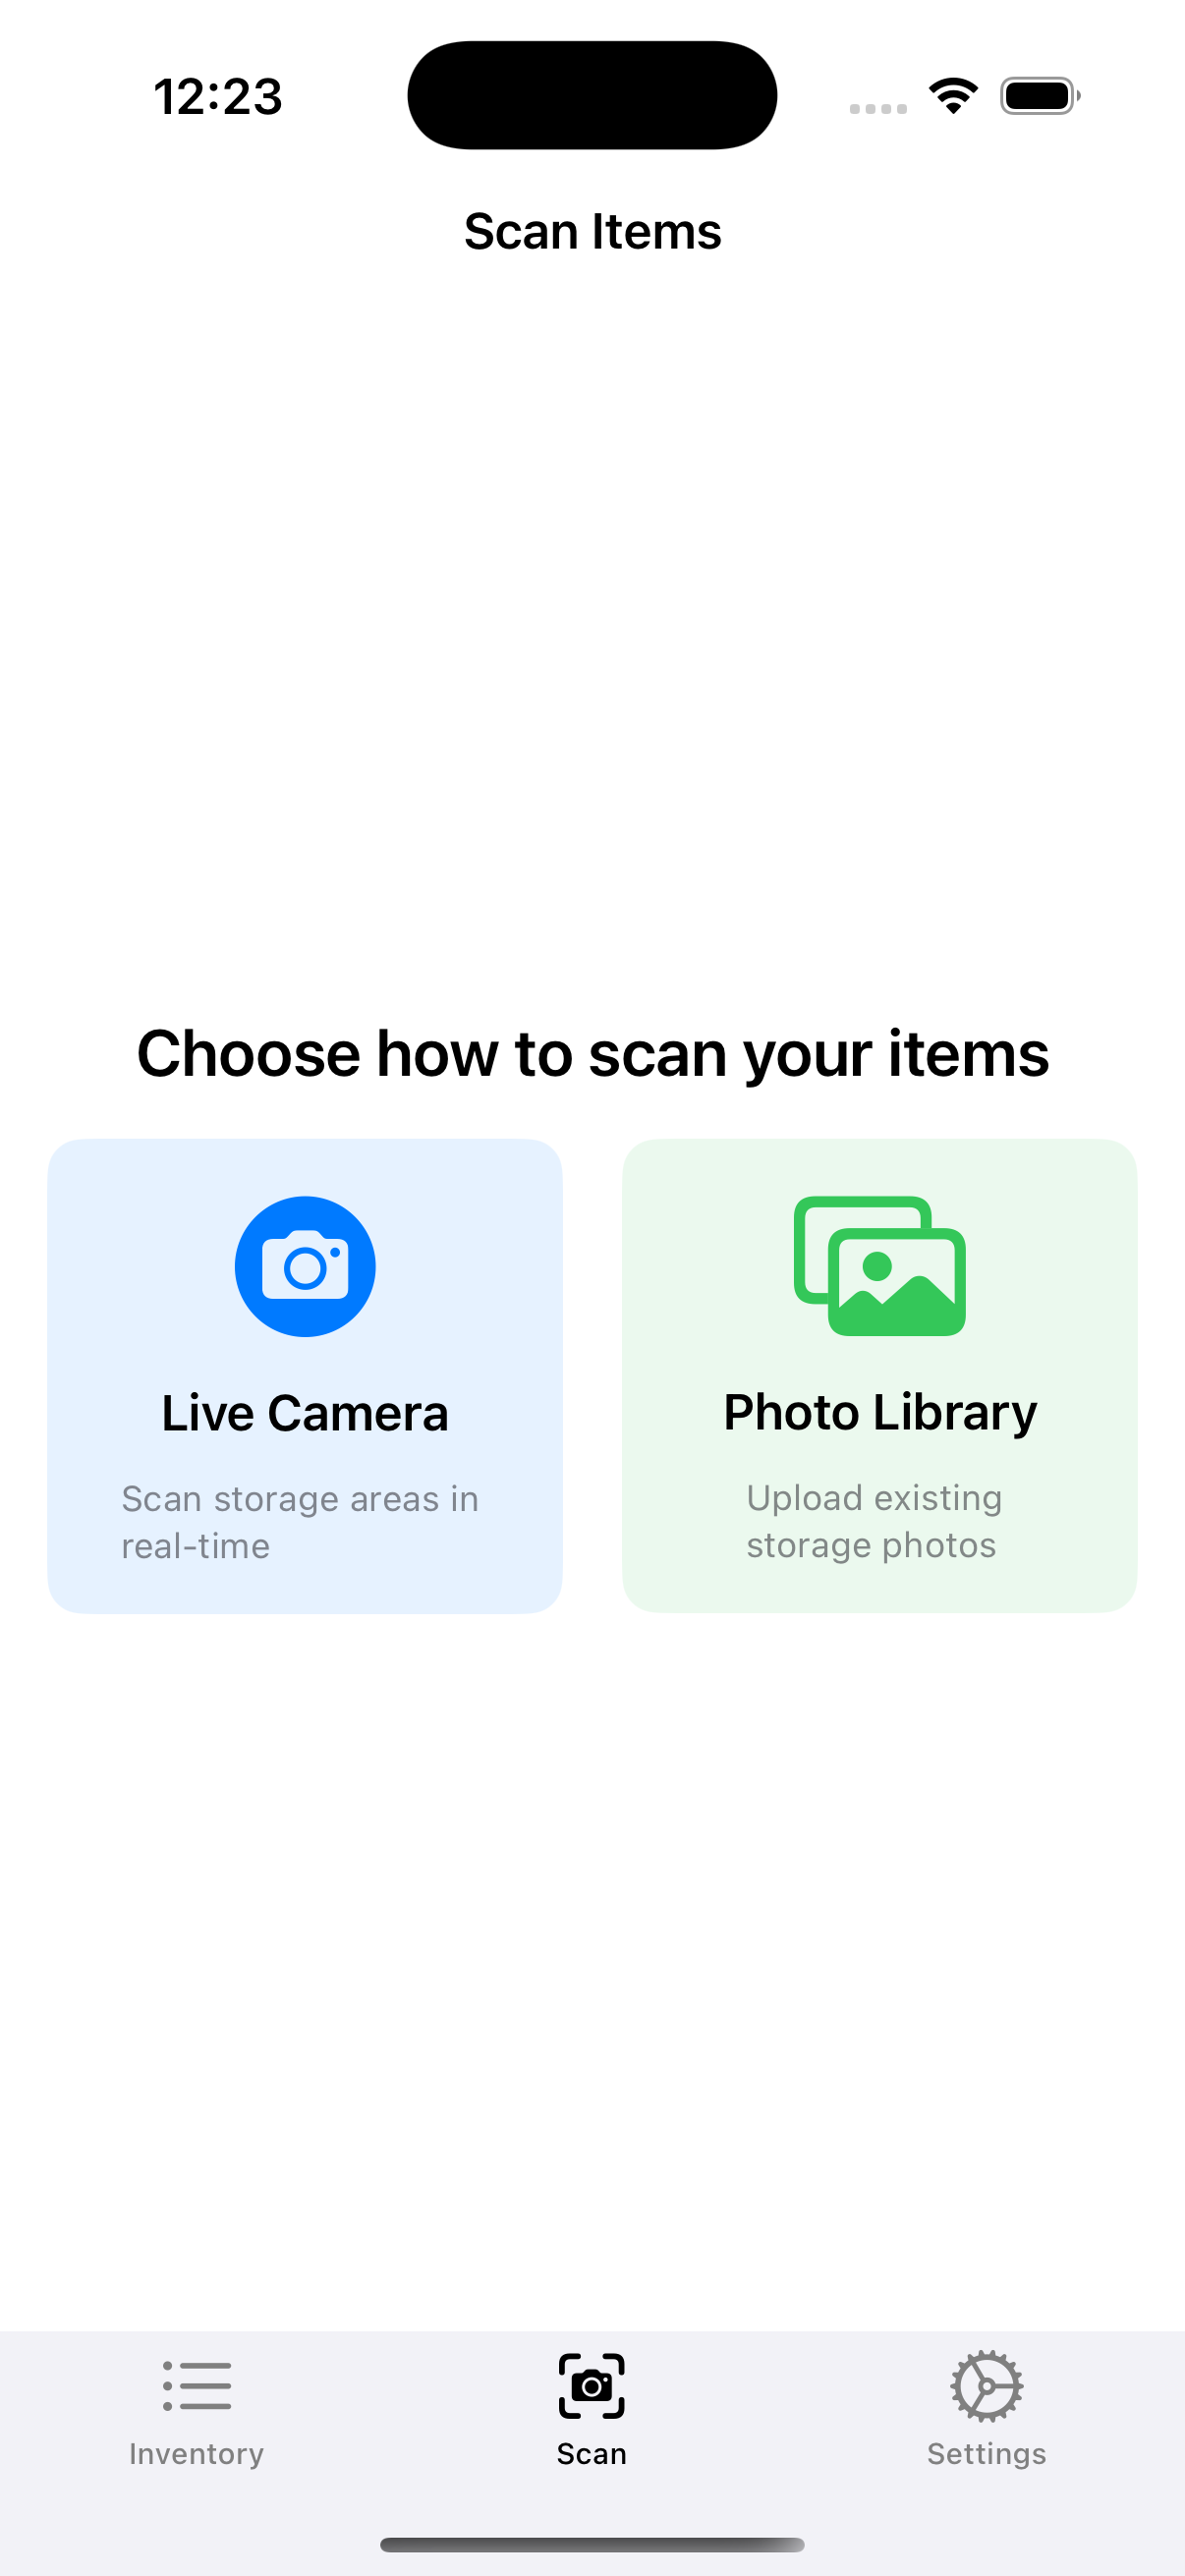 12:23
Scan Items
Choose how to scan your items
Live Camera
Scan storage areas in
real-time
Photo Library
Upload existing
storage photos
Inventory
Scan
Settings